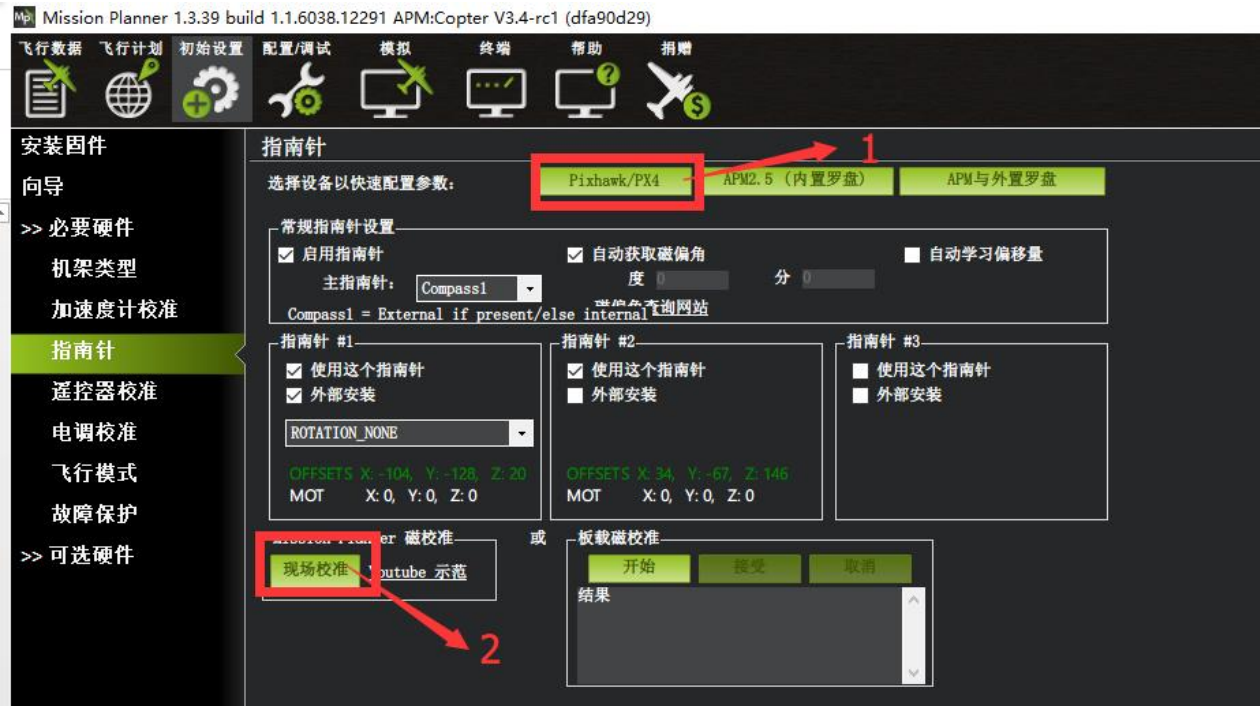 Mission Planner 1.3.39 build 1.1.6038.12291 APM:Copter V3.4-rc1 (dfa90d29)
飞行数据 飞行计划 初始设置 配置/调试 模拟 终端 帮助 捐赠
安装固件
向导
>> 必要硬件
机架类型
加速度计校准
指南针
遥控器校准
电调校准
飞行模式
故障保护
>> 可选硬件
指南针
选择设备以快速配置参数: Pixhawk/PX4 APM2.5 (内置罗盘) APM与外置罗盘
1
常规指南针设置
启用指南针 自动获取磁偏角 自动学习偏移量
主指南针: Compass1 度 0 分 0
Compass1 = External if present/else internal
磁偏角查询网站
指南针 #1
使用这个指南针
外部安装
ROTATION_NONE
OFFSETS X: -104, Y: -128, Z: 20
MOT X: 0, Y: 0, Z: 0
指南针 #2
使用这个指南针
外部安装
OFFSETS X: 34, Y: -67, Z: 146
MOT X: 0, Y: 0, Z: 0
指南针 #3
使用这个指南针
外部安装
Mission Planner 磁校准
现场校准 Youtube 示范
2
或
板载磁校准
开始 接受 取消
结果